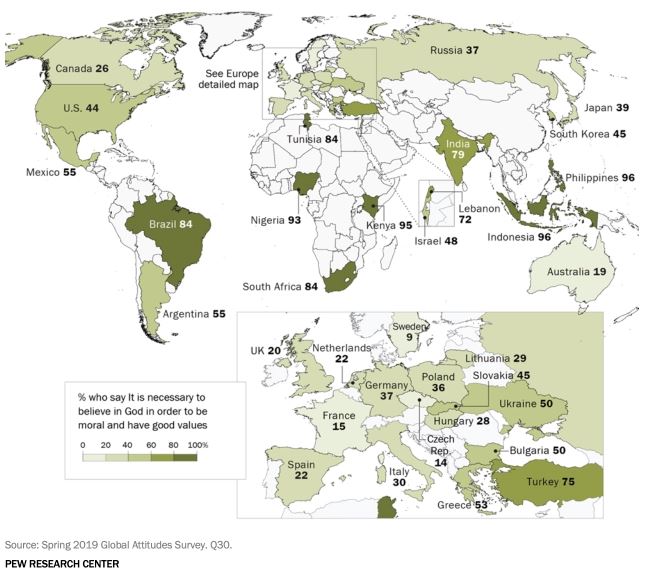 Russia 37
Canada 26
See Europe
detailed map
U.S. 44
Japan 39
South Korea 45
Tunisia 84
India
79
Mexico 55
Philippines 96
Brazil 84
Nigeria 93
Kenya 95
Lebanon
72
Israel 48
Indonesia 96
Australia 19
South Africa 84
Argentina 55
Sweden
9
UK 20
Netherlands
22
Lithuania 29
Slovakia 45
Poland
36
Germany
37
Ukraine 50
France
15
Hungary 28
Czech
Rep.
14
Bulgaria 50
Spain
22
Italy
30
Turkey 75
Greece 53
% who say It is necessary to
believe in God in order to be
moral and have good values
0 20 40 60 80 100%
Source: Spring 2019 Global Attitudes Survey. Q30.
PEW RESEARCH CENTER